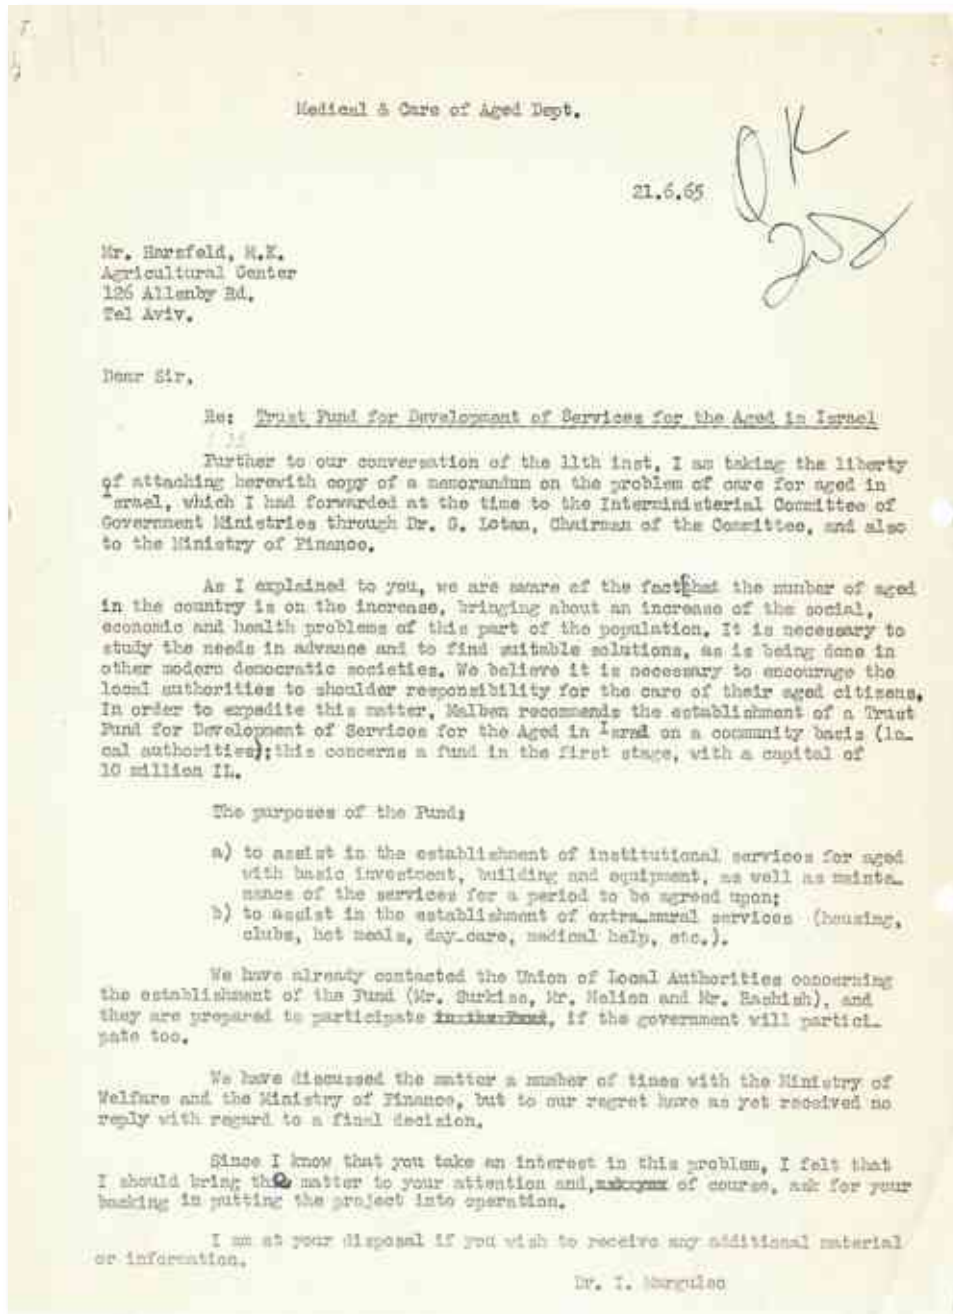 Medical & Care of Aged Dept.
OK
21.6.65
Mr. Harzfeld, M.K.
Agricultural Center
126 Allenby Rd.
Tel Aviv.
Dear Sir,
Re: Trust Fund for Development of Services for the Aged in Israel
Further to our conversation of the 11th inst, I am taking the liberty
of attaching herewith copy of a memorandum on the problem of care for aged in
Israel, which I had forwarded at the time to the Interministerial Committee of
Government Ministries through Dr. G. Lotan, Chairman of the Committee, and also
to the Ministry of Finance.
As I explained to you, we are aware of the fact that the number of aged
in the country is on the increase, bringing about an increase of the social,
economic and health problems of this part of the population. It is necessary to
study the needs in advance and to find suitable solutions, as is being done in
other modern democratic societies. We believe it is necessary to encourage the
local authorities to shoulder responsibility for the care of their aged citizens.
In order to expedite this matter, Malben recommends the establishment of a Trust
Fund for Development of Services for the Aged in Israel on a community basis (lo-
cal authorities); this concerns a fund in the first stage, with a capital of
10 million IL.
The purposes of the Fund:
a) to assist in the establishment of institutional services for aged
with basic investment, building and equipment, as well as mainte-
nance of the services for a period to be agreed upon;
b) to assist in the establishment of extra-mural services (housing,
clubs, hot meals, day-care, medical help, etc.).
We have already contacted the Union of Local Authorities concerning
the establishment of the Fund (Mr. Surkiss, Mr. Nelion and Mr. Rashish), and
they are prepared to participate in the Fund, if the government will partici-
pate too.
We have discussed the matter a number of times with the Ministry of
Welfare and the Ministry of Finance, but to our regret have as yet received no
reply with regard to a final decision.
Since I know that you take an interest in this problem, I felt that
I should bring the matter to your attention and, of course, ask for your
backing in putting the project into operation.
I am at your disposal if you wish to receive any additional material
or information.
Dr. I. Margulec